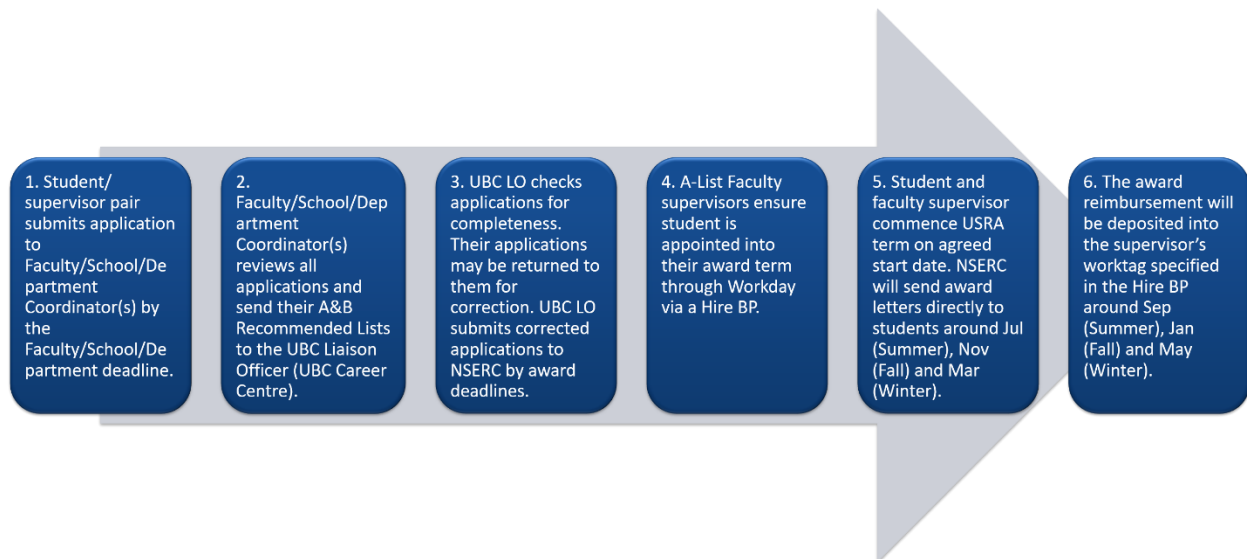 1. Student/
supervisor pair
submits application
to
Faculty/School/De
partment
Coordinator(s) by
the
Faculty/School/De
partment deadline.
2.
Faculty/School/Dep
artment
Coordinator(s)
reviews all
applications and
send their A&B
Recommended Lists
to the UBC Liaison
Officer (UBC Career
Centre).
3. UBC LO checks
applications for
completeness.
Their applications
may be returned to
them for
correction. UBC LO
submits corrected
applications to
NSERC by award
deadlines.
4. A-List Faculty
supervisors ensure
student is
appointed into
their award term
through Workday
via a Hire BP.
5. Student and
faculty supervisor
commence USRA
term on agreed
start date. NSERC
will send award
letters directly to
students around Jul
(Summer), Nov
(Fall) and Mar
(Winter).
6. The award
reimbursement will
be deposited into
the supervisor’s
worktag specified
in the Hire BP
around Sep
(Summer), Jan
(Fall) and May
(Winter).